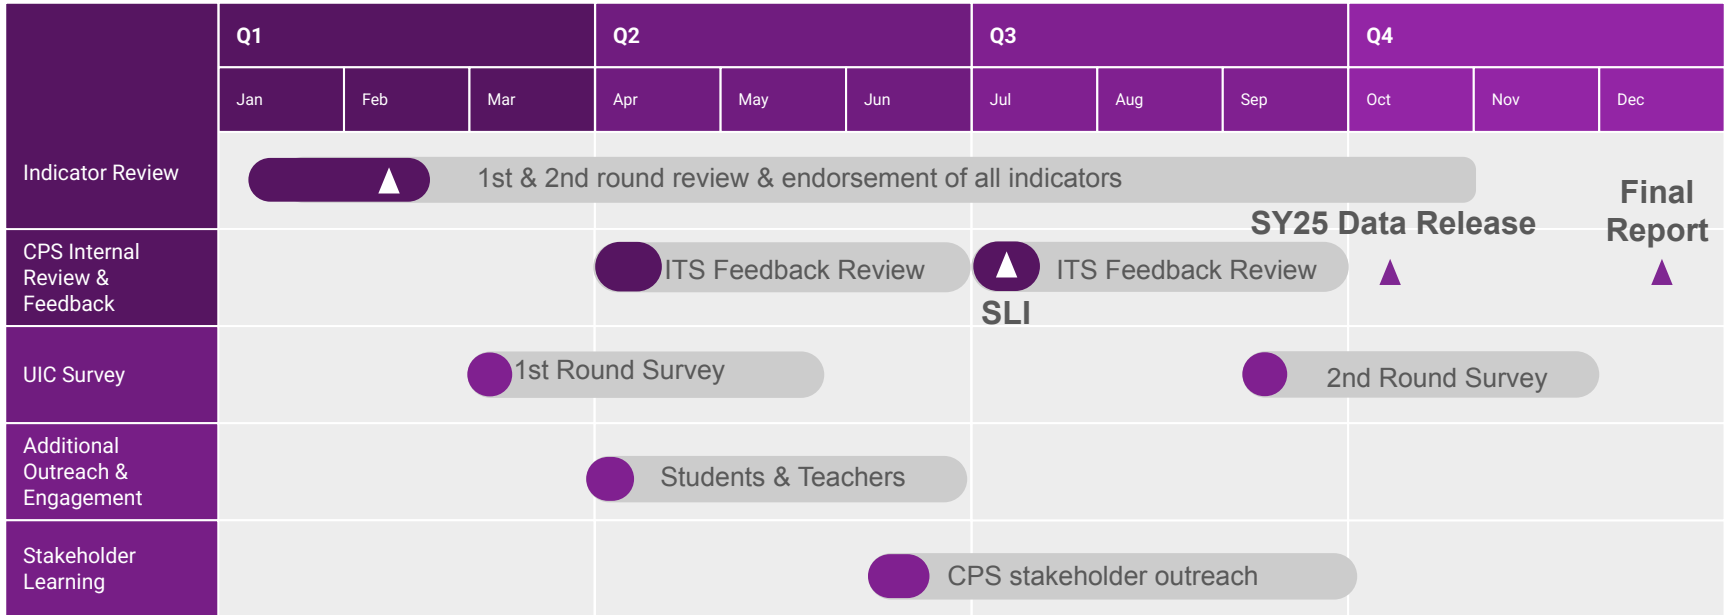 Q1
Q2
Q3
Q4
Jan
Feb
Mar
Apr
May
Jun
Jul
Aug
Sep
Oct
Nov
Dec
Indicator Review
1st & 2nd round review & endorsement of all indicators
SY25 Data Release
Final
Report
CPS Internal
Review &
Feedback
ITS Feedback Review
ITS Feedback Review
SLI
UIC Survey
1st Round Survey
2nd Round Survey
Additional
Outreach &
Engagement
Students & Teachers
Stakeholder
Learning
CPS stakeholder outreach